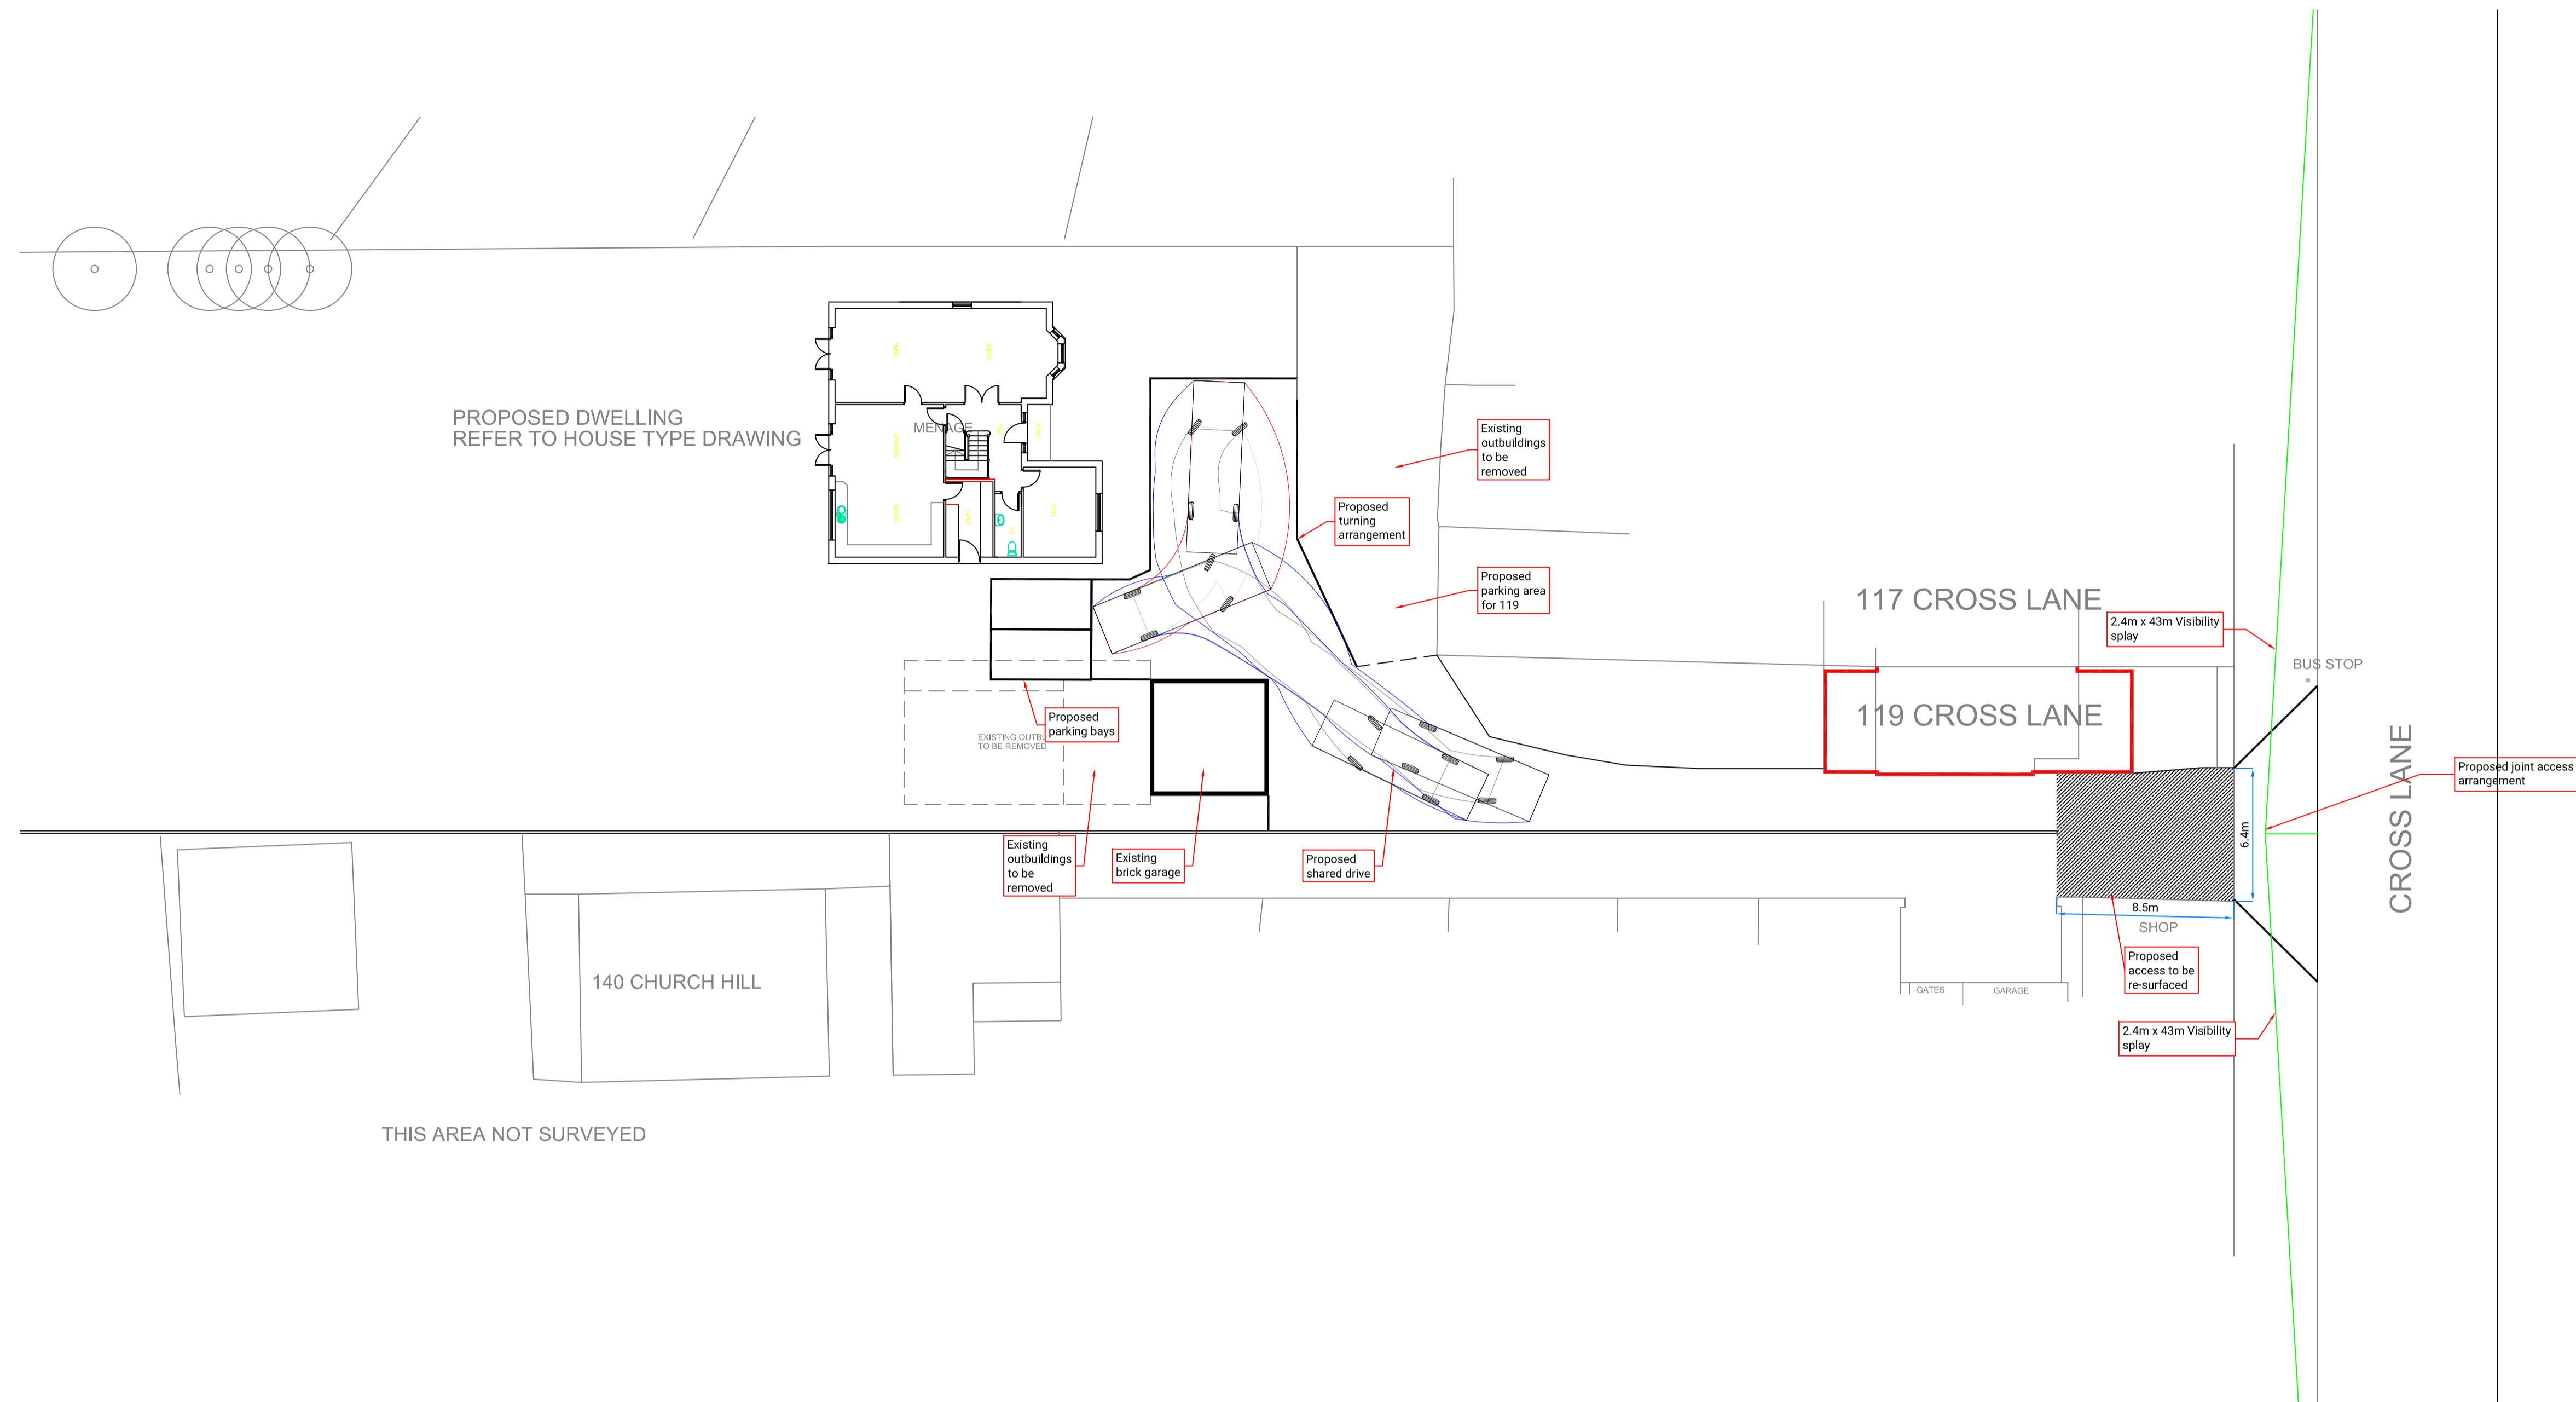 PROPOSED DWELLING
REFER TO HOUSE TYPE DRAWING
MENAGE
Existing
outbuildings
to be
removed
Proposed
turning
arrangement
Proposed
parking area
for 119
117 CROSS LANE
2.4m x 43m Visibility
splay
BUS STOP
119 CROSS LANE
Proposed
parking bays
EXISTING OUTBU
TO BE REMOVED
CROSS LANE
Proposed joint access
arrangement
6.4m
Existing
outbuildings
to be
removed
Existing
brick garage
Proposed
shared drive
8.5m
SHOP
Proposed
access to be
re-surfaced
140 CHURCH HILL
GATES
GARAGE
2.4m x 43m Visibility
splay
THIS AREA NOT SURVEYED